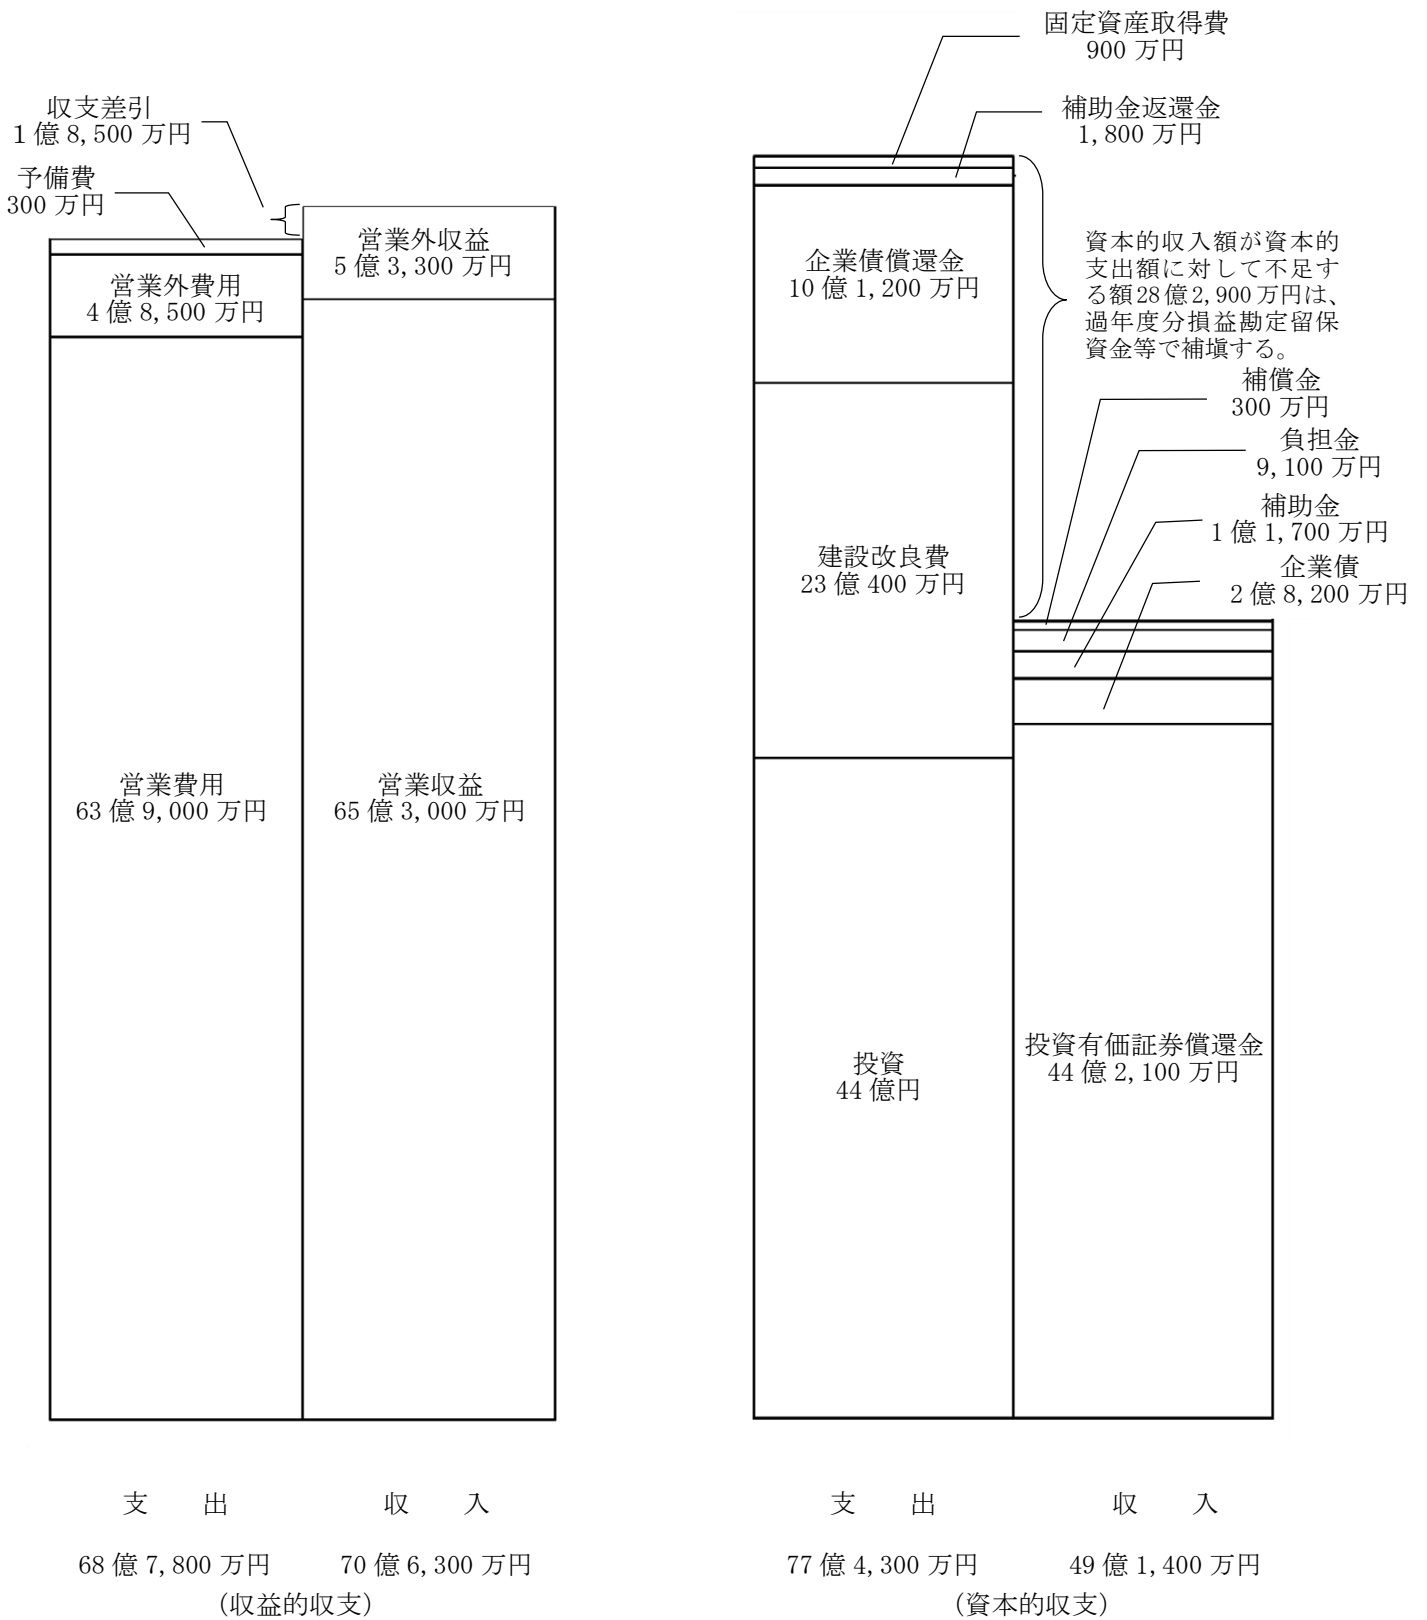 収支差引
1 億 8,500 万円
予備費
300 万円
営業外費用
4 億 8,500 万円
営業費用
63 億 9,000 万円
営業外収益
5 億 3,300 万円
営業収益
65 億 3,000 万円
支　出
収　入
68 億 7,800 万円
70 億 6,300 万円
(収益的収支)
固定資産取得費
900 万円
補助金返還金
1,800 万円
企業債償還金
10 億 1,200 万円
建設改良費
23 億 400 万円
投資
44 億円
資本的収入額が資本的
支出額に対して不足す
る額28億2,900万円は、
過年度分損益勘定留保
資金等で補塡する。
補償金
300 万円
負担金
9,100 万円
補助金
1 億 1,700 万円
企業債
2 億 8,200 万円
投資有価証券償還金
44 億 2,100 万円
支　出
収　入
77 億 4,300 万円
49 億 1,400 万円
(資本的収支)